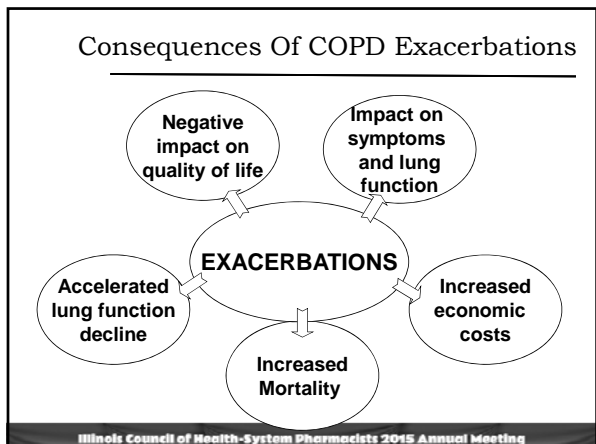 Consequences Of COPD Exacerbations
Negative
impact on
quality of life
Impact on
symptoms
and lung
function
EXACERBATIONS
Accelerated
lung function
decline
Increased
economic
costs
Increased
Mortality
Illinois Council of Health-System Pharmacists 2015 Annual Meeting